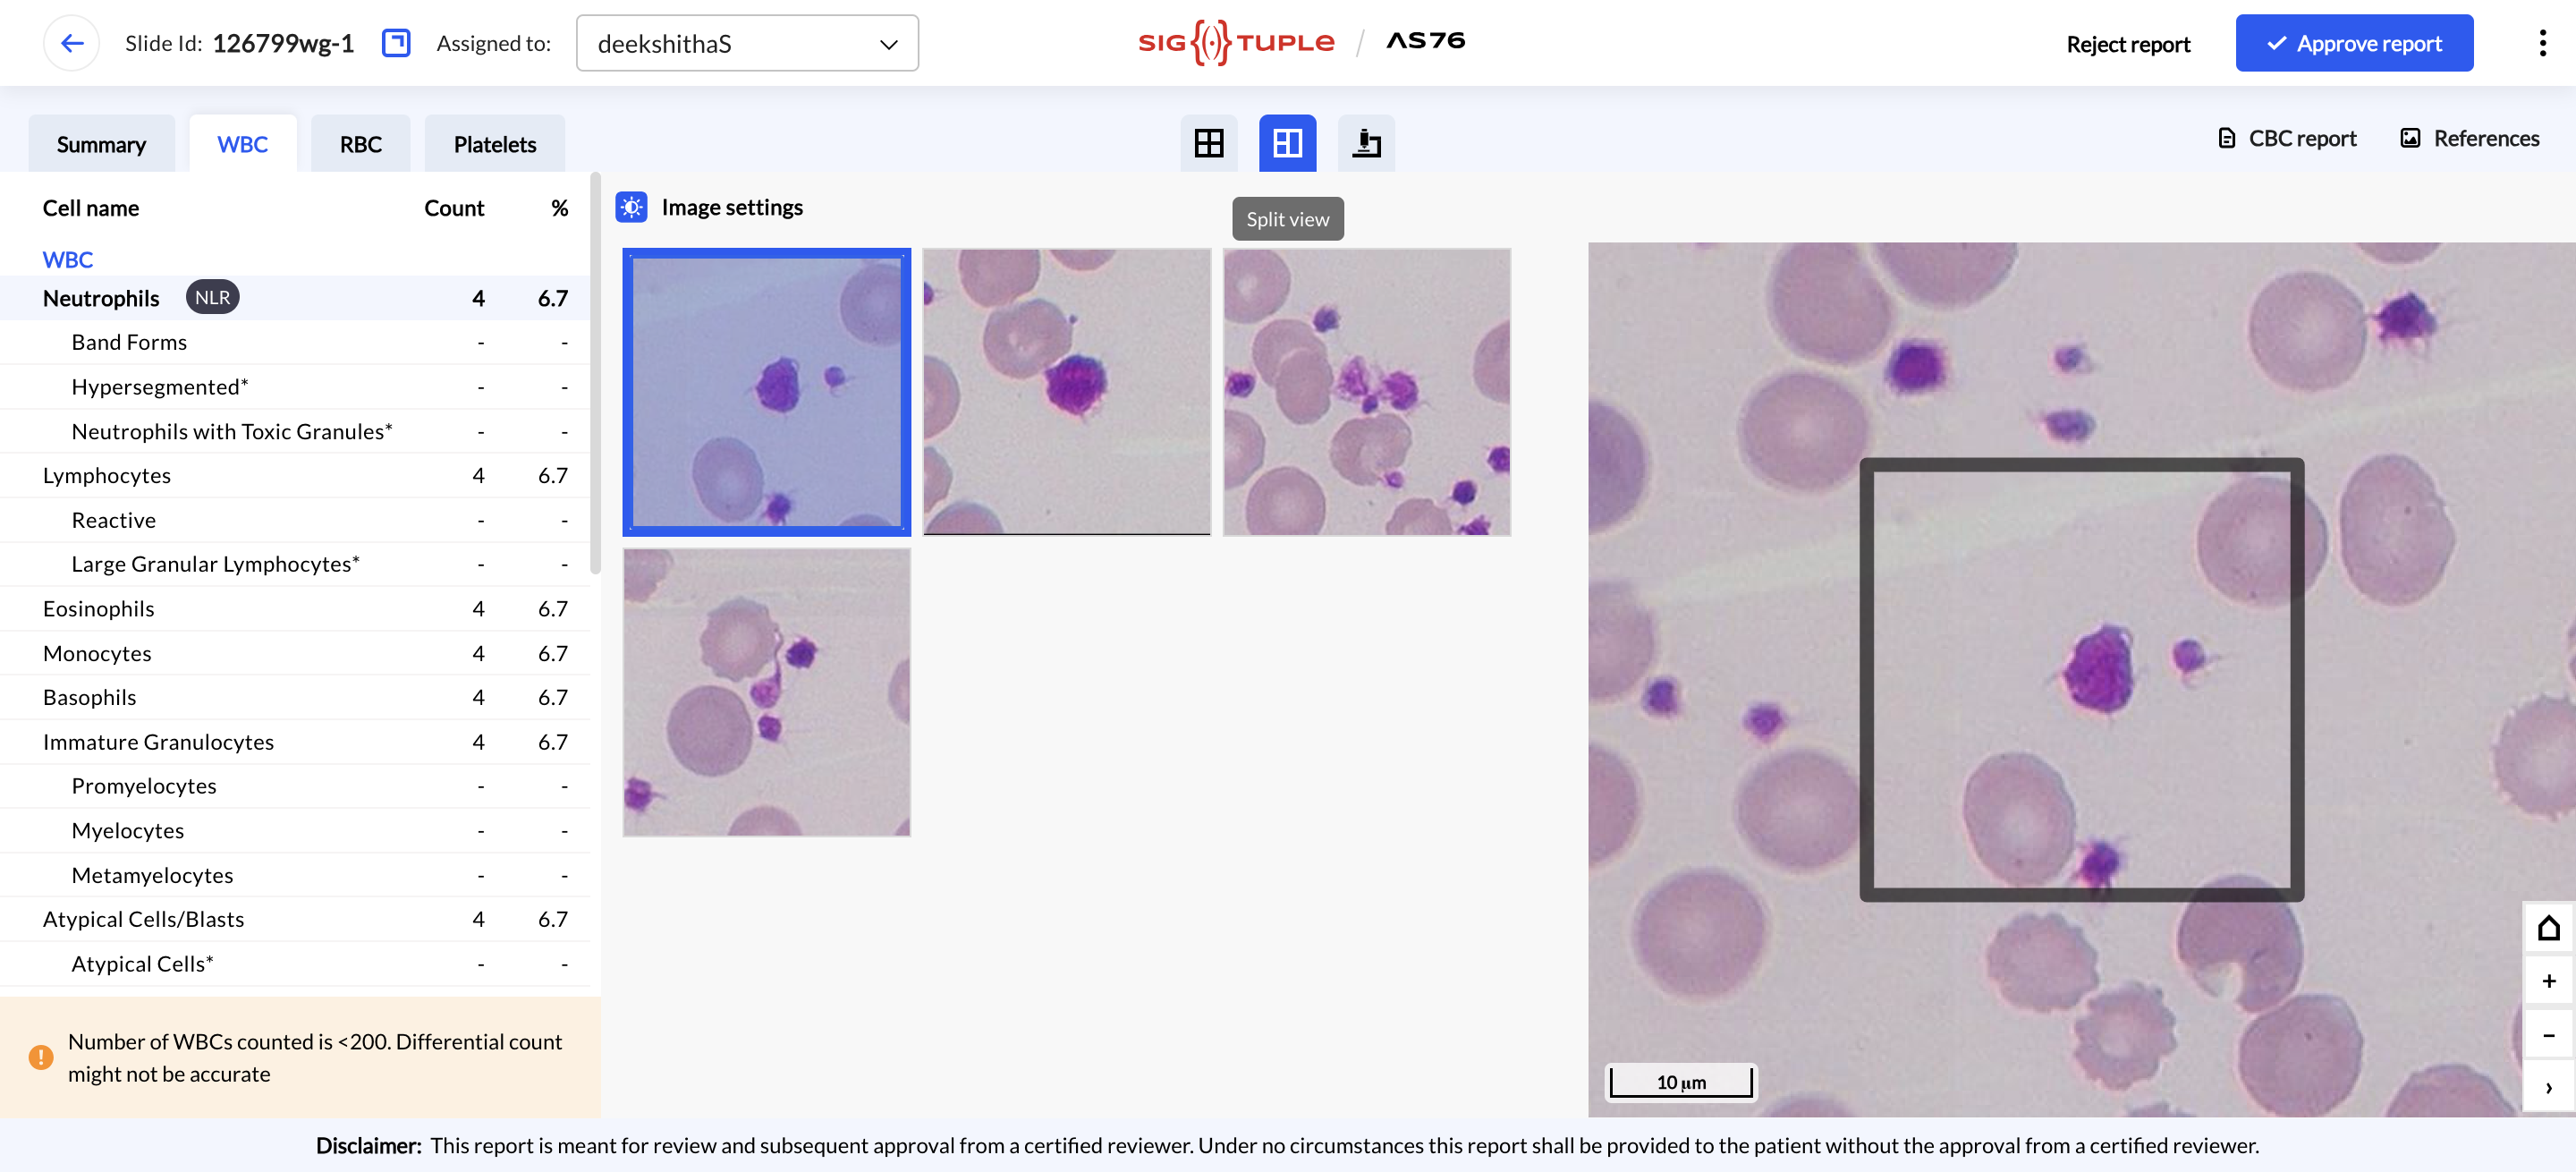 Slide Id: 126799wg-1 Assigned to: deekshithaS SIG{(·)}TUPLE / AS76 Reject report Approve report
Summary WBC RBC Platelets CBC report References
Cell name Count % Image settings
Split view
WBC
Neutrophils NLR 4 6.7
Band Forms - -
Hypersegmented* - -
Neutrophils with Toxic Granules* - -
Lymphocytes 4 6.7
Reactive - -
Large Granular Lymphocytes* - -
Eosinophils 4 6.7
Monocytes 4 6.7
Basophils 4 6.7
Immature Granulocytes 4 6.7
Promyelocytes - -
Myelocytes - -
Metamyelocytes - -
Atypical Cells/Blasts 4 6.7
Atypical Cells* - -
Number of WBCs counted is <200. Differential count
might not be accurate
10 µm
Disclaimer: This report is meant for review and subsequent approval from a certified reviewer. Under no circumstances this report shall be provided to the patient without the approval from a certified reviewer.